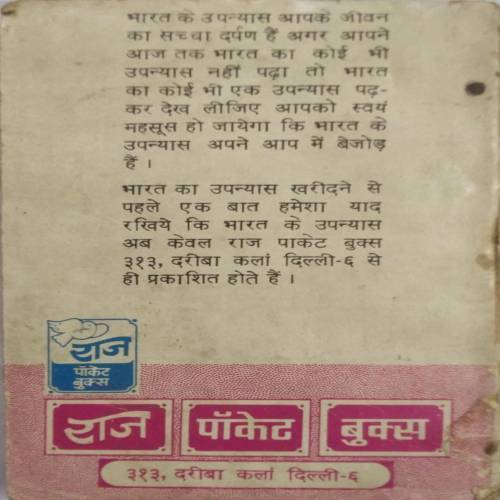 भारत के उपन्यास आपके जीवन
का सच्चा दर्पण हैं अगर आपने
आज तक भारत का कोई भी
उपन्यास नहीं पढ़ा तो भारत
का कोई भी एक उपन्यास पढ़-
कर देख लीजिए आपको स्वयं
महसूस हो जायेगा कि भारत के
उपन्यास अपने आप में बेजोड़
हैं ।
भारत का उपन्यास खरीदने से
पहले एक बात हमेशा याद
रखिये कि भारत के उपन्यास
अब केवल राज पाकेट बुक्स
३१३, दरीबा कलां दिल्ली-६ से
ही प्रकाशित होते हैं ।
राज
पॉकेट
बुक्स
राज पॉकेट बुक्स
३१३, दरीबा कलां दिल्ली-६